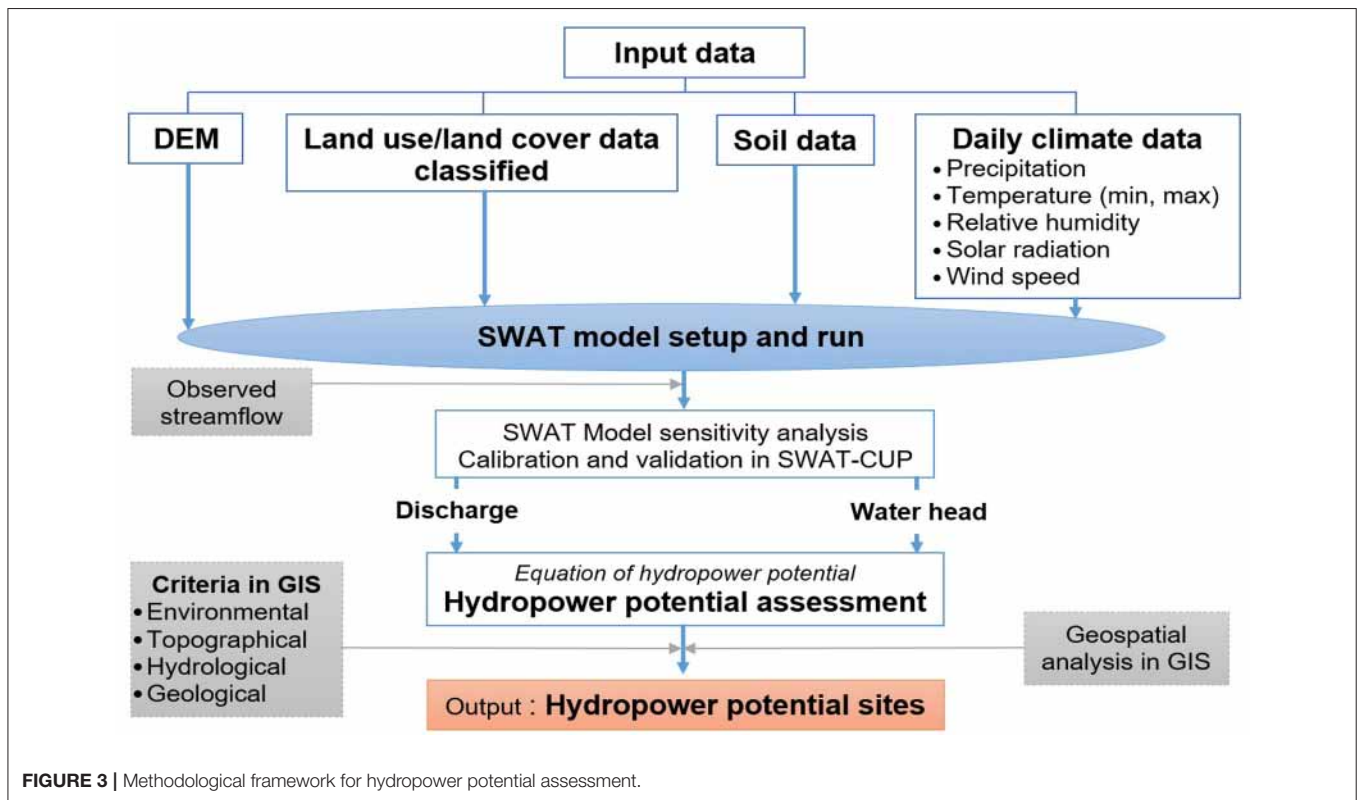 Input data
DEM
Land use/land cover data
classified
Soil data
Daily climate data
• Precipitation
• Temperature (min, max)
• Relative humidity
• Solar radiation
• Wind speed
SWAT model setup and run
Observed
streamflow
SWAT Model sensitivity analysis
Calibration and validation in SWAT-CUP
Discharge
Water head
Equation of hydropower potential
Hydropower potential assessment
Criteria in GIS
• Environmental
• Topographical
• Hydrological
• Geological
Geospatial
analysis in GIS
Output : Hydropower potential sites
FIGURE 3 | Methodological framework for hydropower potential assessment.